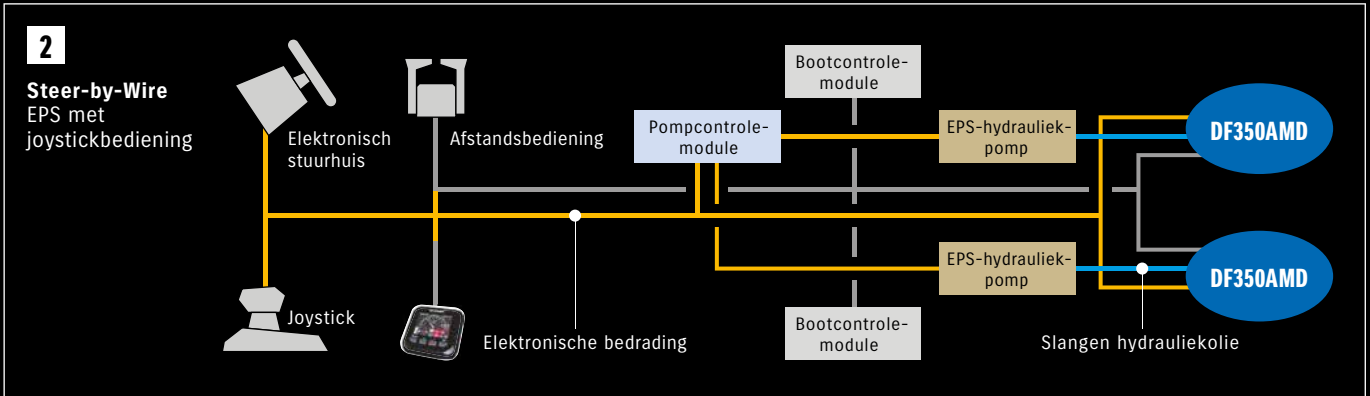 2
Steer-by-Wire
EPS met
joystickbediening
Elektronisch
stuurhuis
Afstandsbediening
Pompcontrole-
module
Bootcontrole-
module
EPS-hydrauliek-
pomp
DF350AMD
EPS-hydrauliek-
pomp
DF350AMD
Joystick
Elektronische bedrading
Bootcontrole-
module
Slangen hydrauliekolie